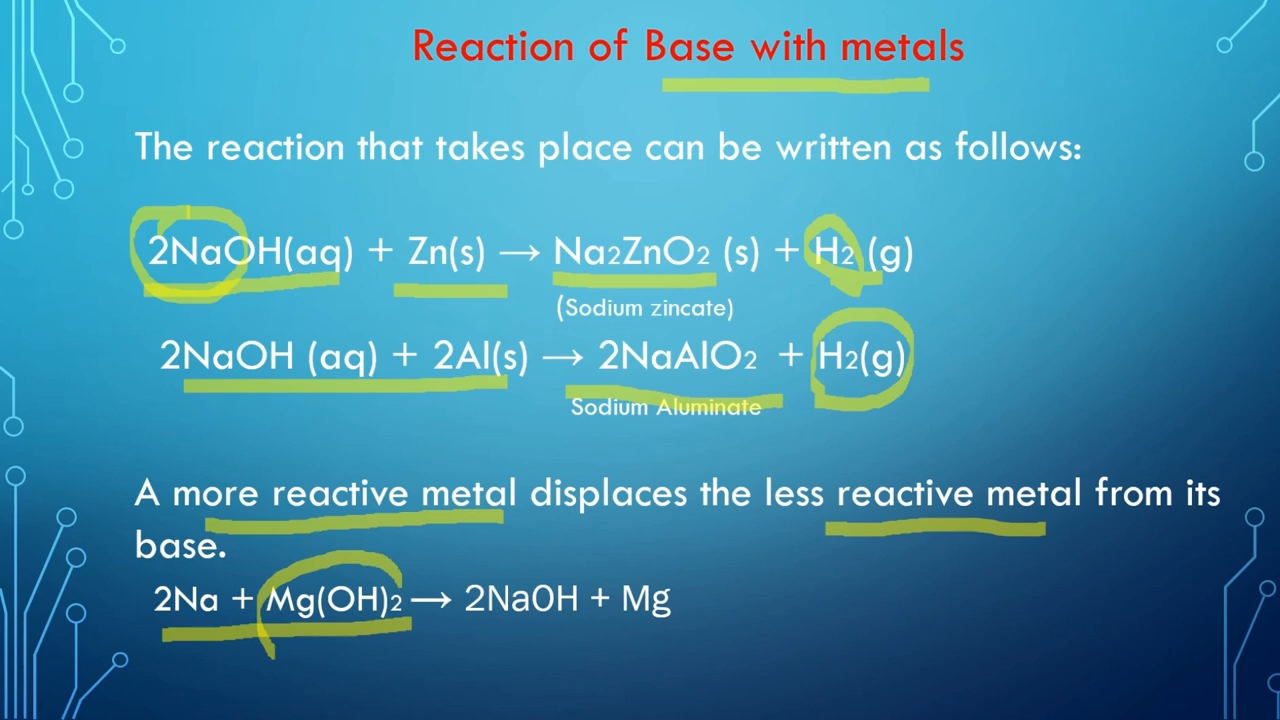 Reaction of Base with metals
The reaction that takes place can be written as follows:
2NaOH(aq) + Zn(s) → Na2ZnO2 (s) + H2 (g)
(Sodium zincate)
2NaOH (aq) + 2Al(s) → 2NaAlO2 + H2(g)
Sodium Aluminate
A more reactive metal displaces the less reactive metal from its
base.
2Na + Mg(OH)2 → 2NaOH + Mg